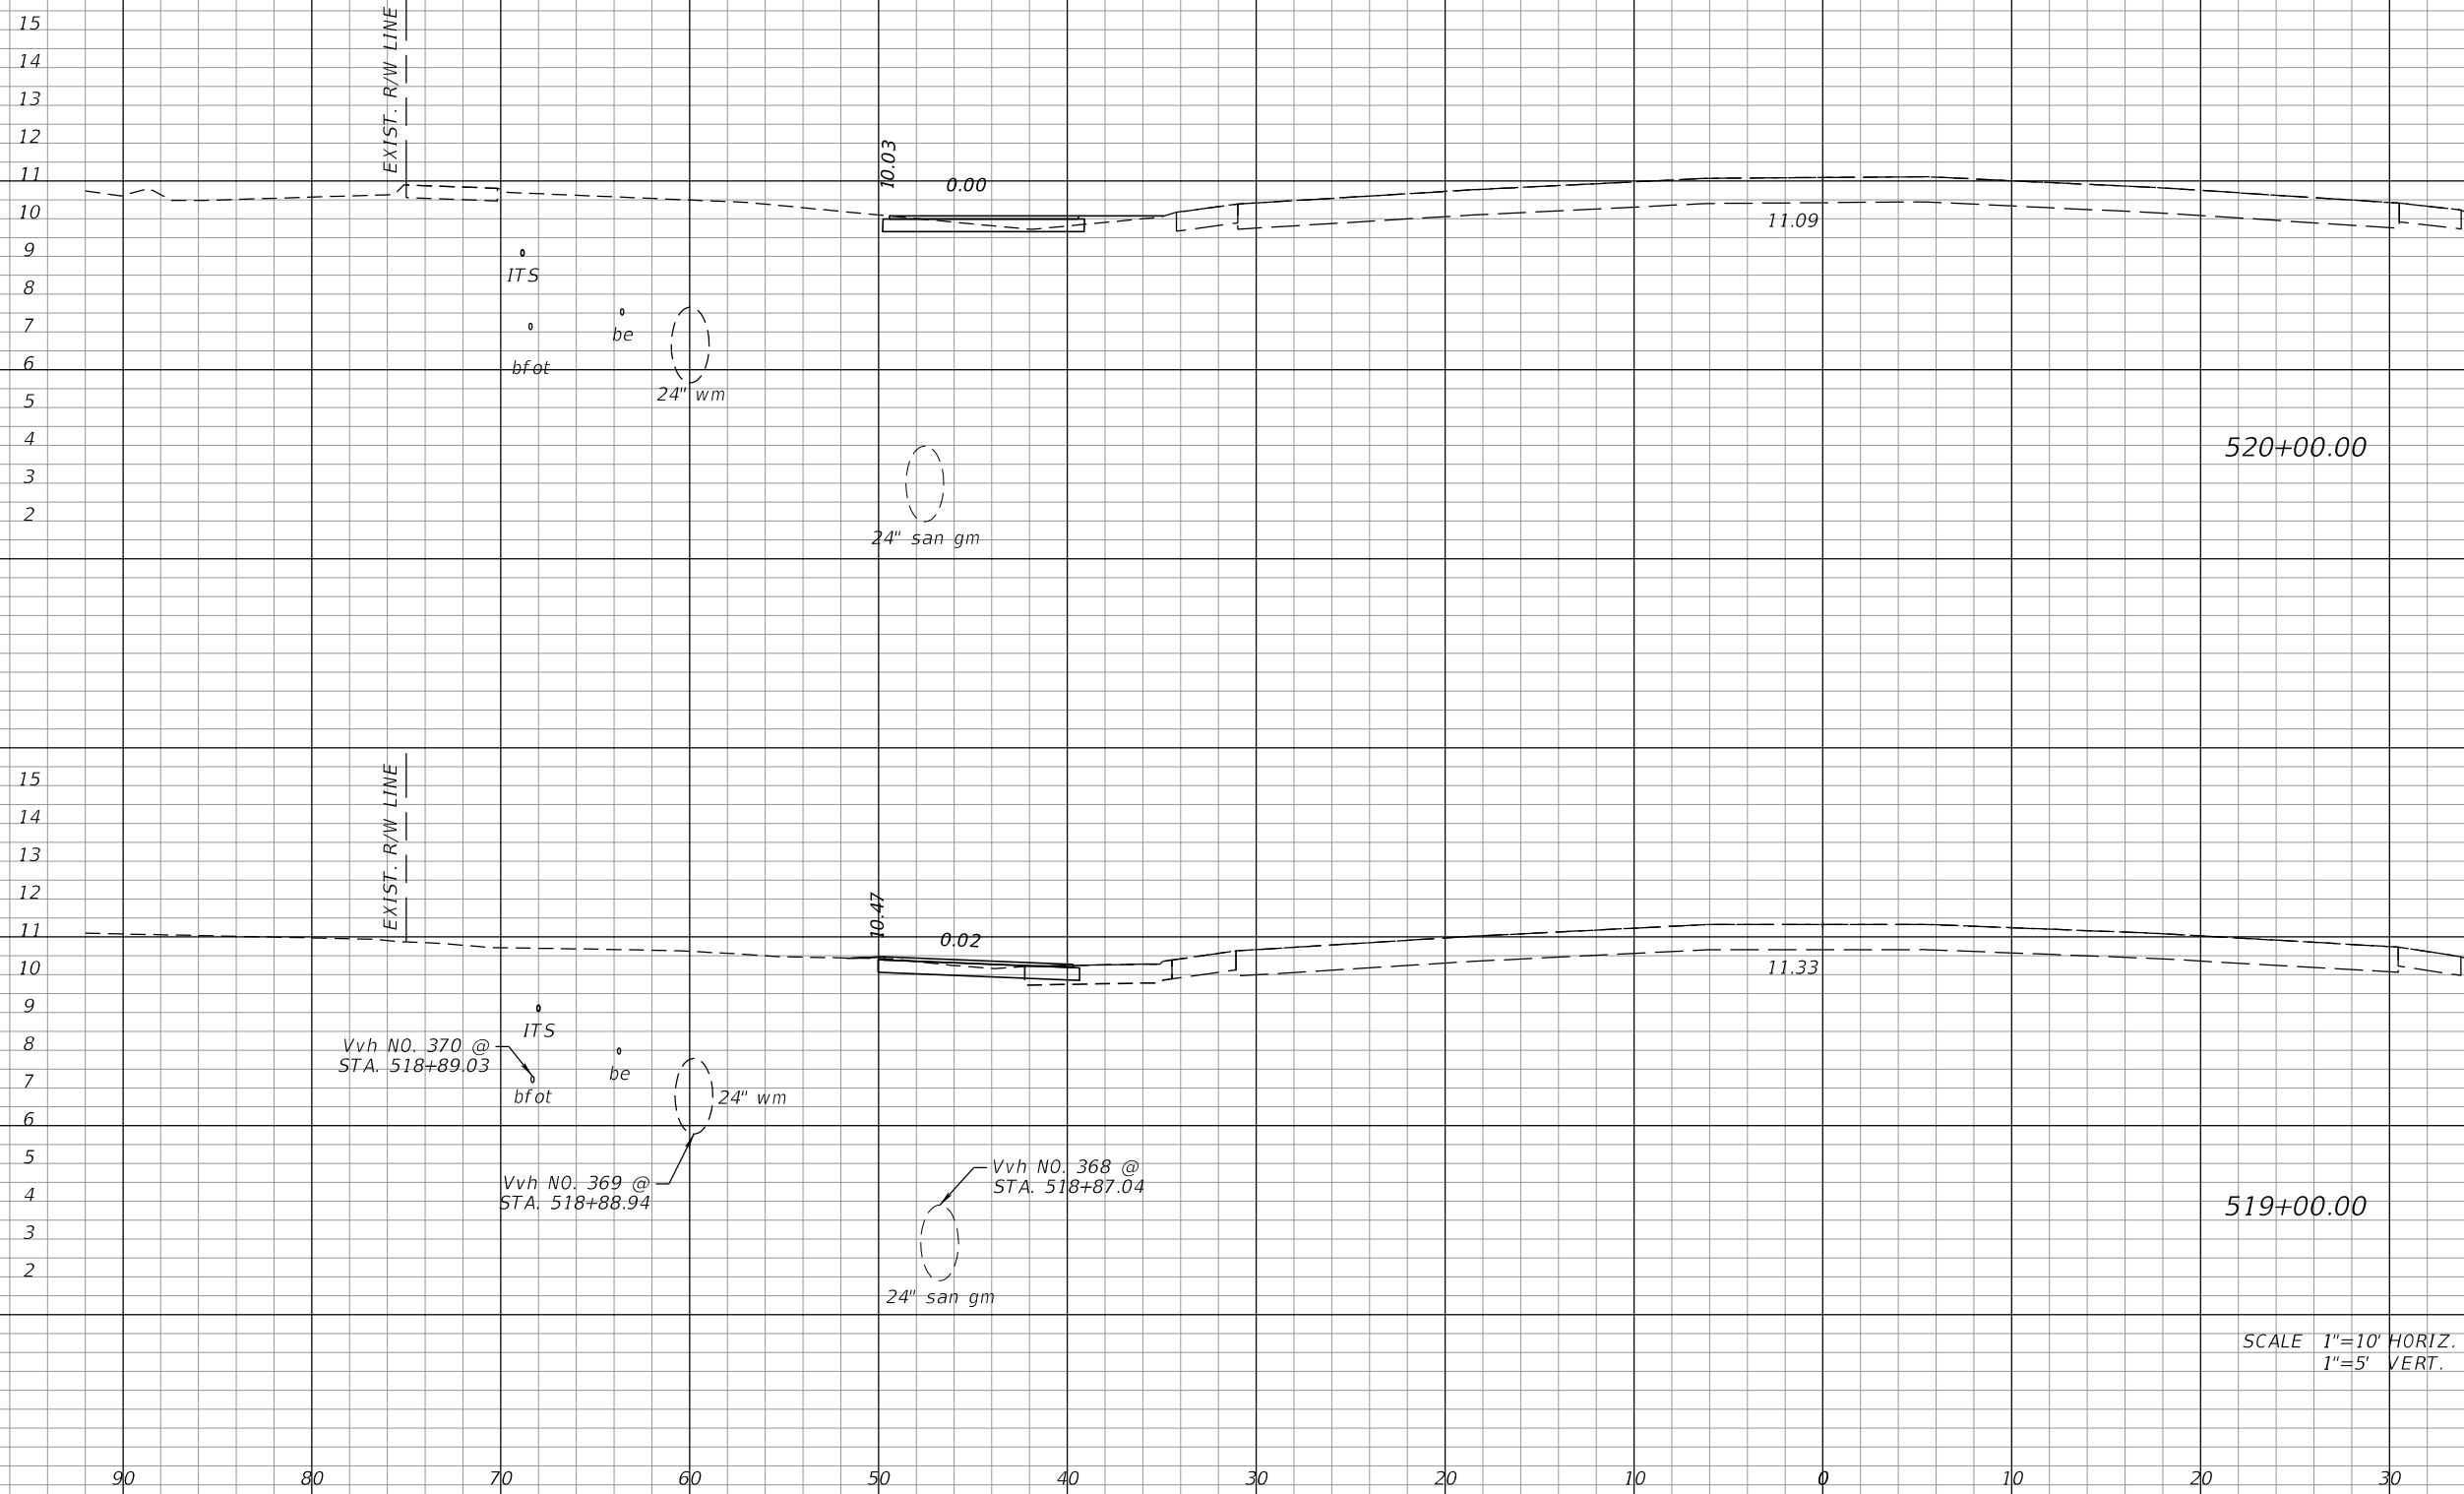 15
14
13
12
11
10
9
8
7
6
5
4
3
2
EXIST. R/W LINE
10.03
0.00
11.09
ITS
be
bfot
24" wm
24" san gm
520+00.00
15
14
13
12
11
10
9
8
7
6
5
4
3
2
EXIST. R/W LINE
10.47
0.02
11.33
ITS
Vvh NO. 370 @
STA. 518+89.03
be
bfot
24" wm
Vvh NO. 369 @
STA. 518+88.94
Vvh NO. 368 @
STA. 518+87.04
24" san gm
519+00.00
SCALE 1"=10' HORIZ.
1"=5' VERT.
90 80 70 60 50 40 30 20 10 0 10 20 30